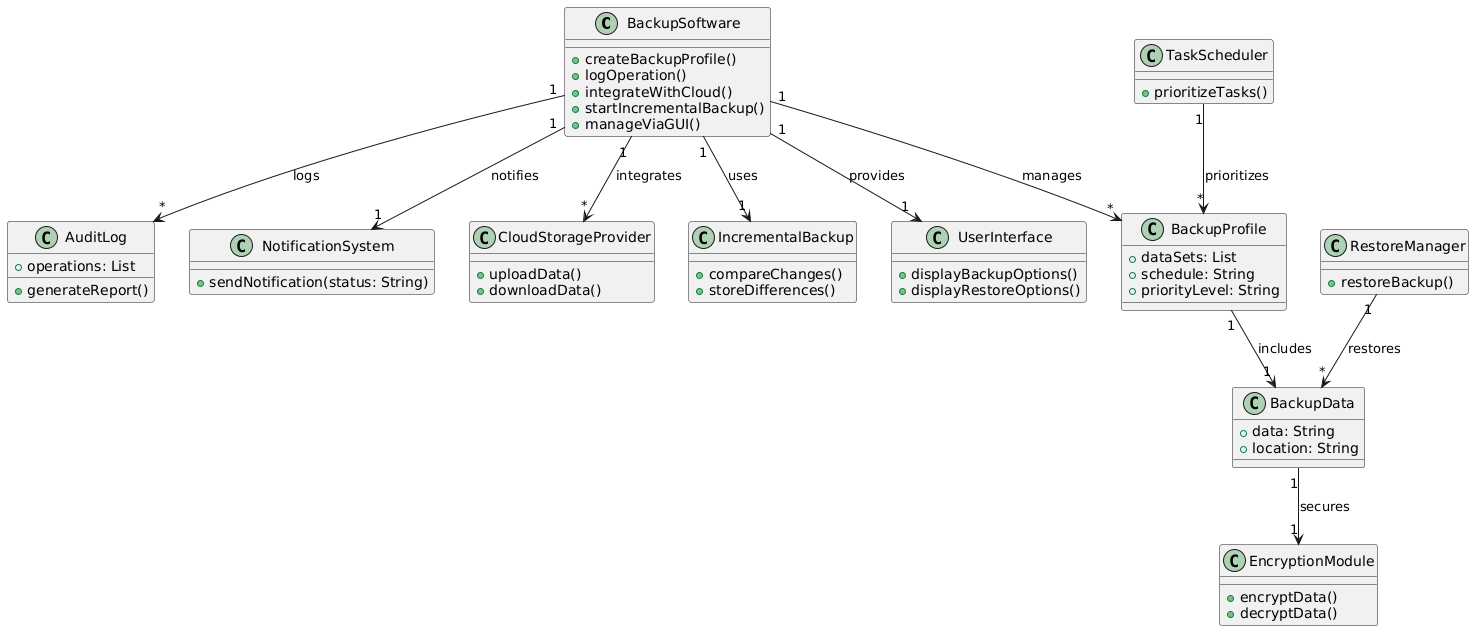 C BackupSoftware
createBackupProfile()
logOperation()
integrateWithCloud()
startIncrementalBackup()
manageViaGUI()
C TaskScheduler
prioritizeTasks()
1
1
1
1
1
1
1
logs
notifies
integrates
uses
provides
manages
prioritizes
*
1
*
1
1
*
*
C AuditLog
operations: List
generateReport()
C NotificationSystem
sendNotification(status: String)
C CloudStorageProvider
uploadData()
downloadData()
C IncrementalBackup
compareChanges()
storeDifferences()
C UserInterface
displayBackupOptions()
displayRestoreOptions()
C BackupProfile
dataSets: List
schedule: String
priorityLevel: String
C RestoreManager
restoreBackup()
1
1
includes
restores
1
*
C BackupData
data: String
location: String
1
secures
1
C EncryptionModule
encryptData()
decryptData()